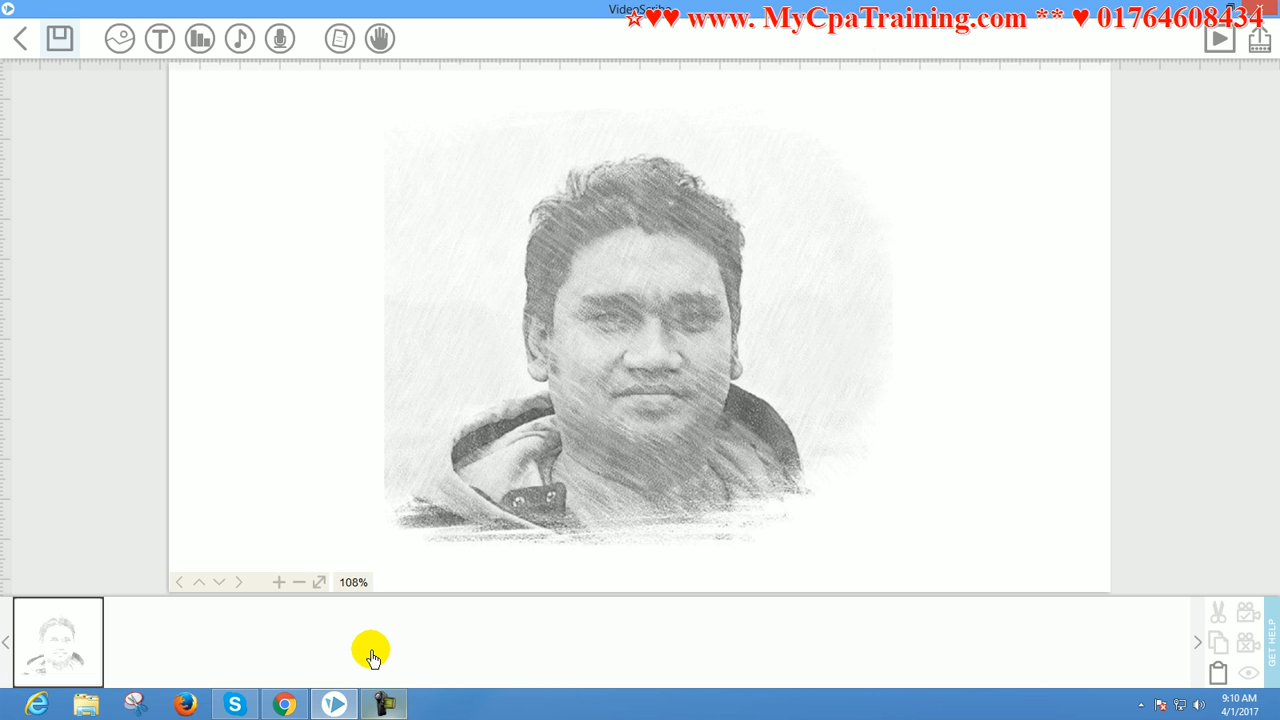 VideoScribe
☆♥♥ www. MyCpaTraining.com ** ♥ 01764608434
108%
GET HELP
9:10 AM
4/1/2017